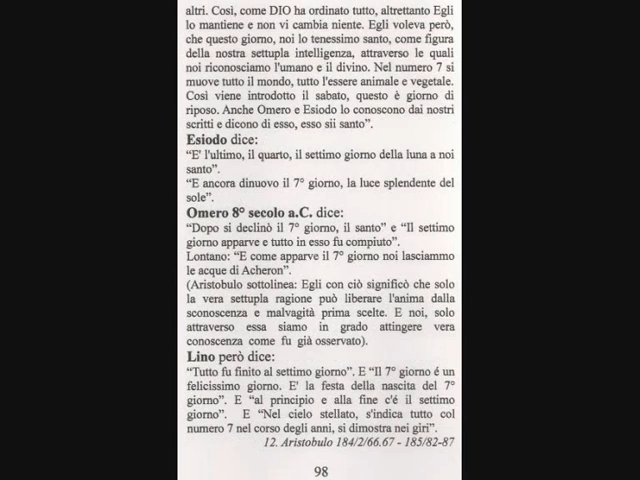 altri. Così, come DIO ha ordinato tutto, altrettanto Egli
lo mantiene e non vi cambia niente. Egli voleva però,
che questo giorno, noi lo tenessimo santo, come figura
della nostra settupla intelligenza, attraverso le quali
noi riconosciamo l'umano e il divino. Nel numero 7 si
muove tutto il mondo, tutto l'essere animale e vegetale.
Così viene introdotto il sabato, questo è giorno di
riposo. Anche Omero e Esiodo lo conoscono dai nostri
scritti e dicono di esso, esso sii santo”.
Esiodo dice:
“E' l'ultimo, il quarto, il settimo giorno della luna a noi
santo”.
“E ancora dinuovo il 7° giorno, la luce splendente del
sole”.
Omero 8° secolo a.C. dice:
“Dopo si declinò il 7° giorno, il santo” e “Il settimo
giorno apparve e tutto in esso fu compiuto”.
Lontano: “E come apparve il 7° giorno noi lasciammo
le acque di Acheron”.
(Aristobulo sottolinea: Egli con ciò significò che solo
la vera settupla ragione può liberare l'anima dalla
sconoscenza e malvagità prima scelte. E noi, solo
attraverso essa siamo in grado attingere vera
conoscenza come fu già osservato).
Lino però dice:
“Tutto fu finito al settimo giorno”. E “Il 7° giorno é un
felicissimo giorno. E' la festa della nascita del 7°
giorno”. E “al principio e alla fine c'é il settimo
giorno”. E “Nel cielo stellato, s'indica tutto col
numero 7 nel corso degli anni, si dimostra nei giri”.
12. Aristobulo 184/2/66.67 - 185/82-87
98